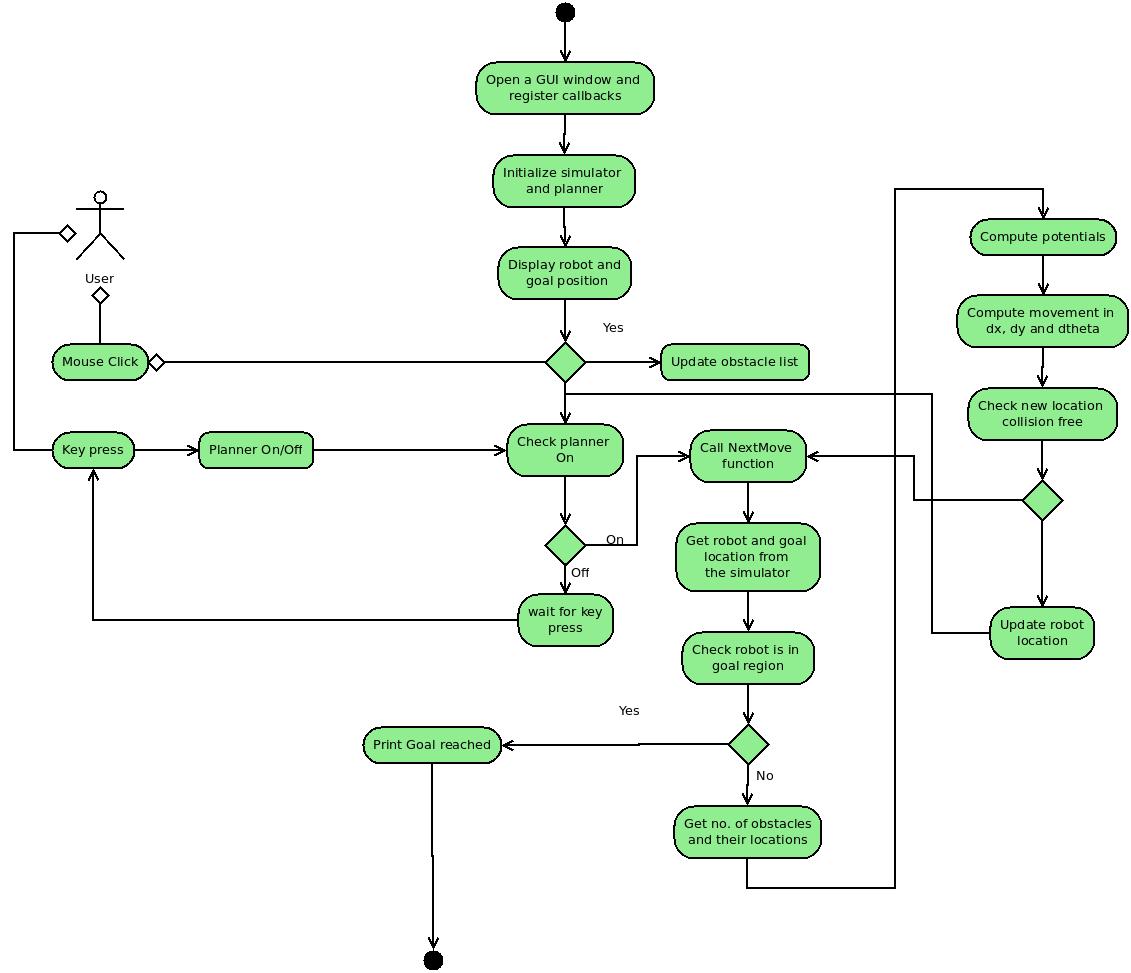 Open a GUI window and
register callbacks
Initialize simulator
and planner
Display robot and
goal position
User
Yes
Mouse Click
Update obstacle list
Key press
Planner On/Off
Check planner
On
On
Off
wait for key
press
Call NextMove
function
Get robot and goal
location from
the simulator
Check robot is in
goal region
Yes
No
Print Goal reached
Get no. of obstacles
and their locations
Compute potentials
Compute movement in
dx, dy and dtheta
Check new location
collision free
Update robot
location